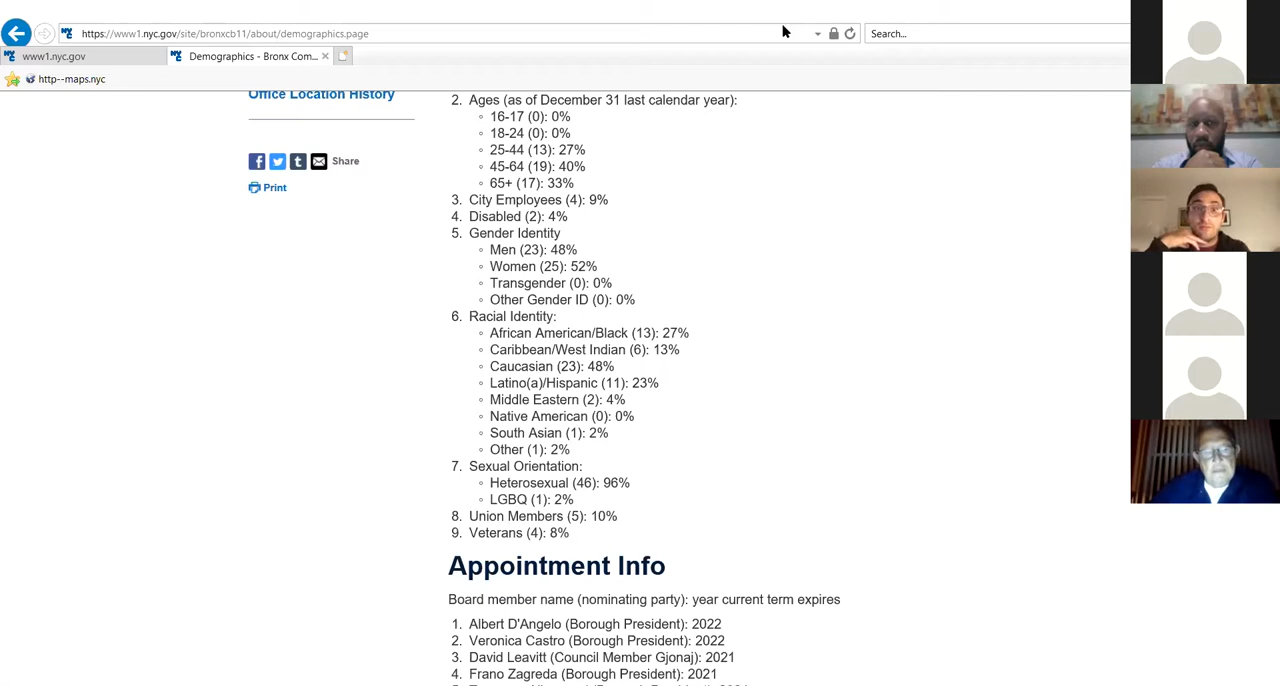 https://www1.nyc.gov/site/bronxcb11/about/demographics.page
Search...
www1.nyc.gov
Demographics - Bronx Com...
http--maps.nyc
Office Location History
Share
Print
2. Ages (as of December 31 last calendar year):
16-17 (0): 0%
18-24 (0): 0%
25-44 (13): 27%
45-64 (19): 40%
65+ (17): 33%
3. City Employees (4): 9%
4. Disabled (2): 4%
5. Gender Identity
Men (23): 48%
Women (25): 52%
Transgender (0): 0%
Other Gender ID (0): 0%
6. Racial Identity:
African American/Black (13): 27%
Caribbean/West Indian (6): 13%
Caucasian (23): 48%
Latino(a)/Hispanic (11): 23%
Middle Eastern (2): 4%
Native American (0): 0%
South Asian (1): 2%
Other (1): 2%
7. Sexual Orientation:
Heterosexual (46): 96%
LGBQ (1): 2%
8. Union Members (5): 10%
9. Veterans (4): 8%
Appointment Info
Board member name (nominating party): year current term expires
1. Albert D'Angelo (Borough President): 2022
2. Veronica Castro (Borough President): 2022
3. David Leavitt (Council Member Gjonaj): 2021
4. Frano Zagreda (Borough President): 2021